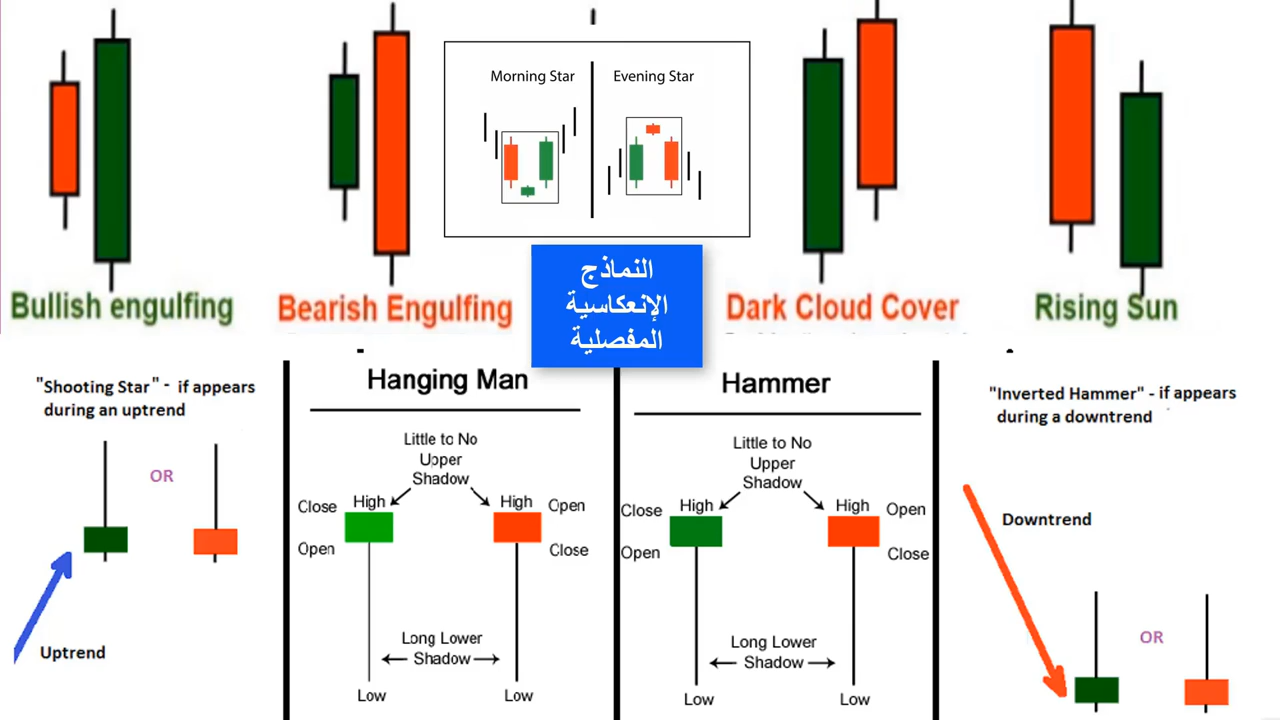 Morning Star
Evening Star
Bullish engulfing
Bearish Engulfing
النماذج
الإنعكاسية
المفصلية
Dark Cloud Cover
Rising Sun
"Shooting Star" - if appears
during an uptrend
OR
Uptrend
Hanging Man
Little to No
Upper
Shadow
Close
High
High
Open
Open
Close
Long Lower
Shadow
Low
Low
Hammer
Little to No
Upper
Shadow
Close
High
High
Open
Open
Close
Long Lower
Shadow
Low
Low
"Inverted Hammer" - if appears
during a downtrend
Downtrend
OR